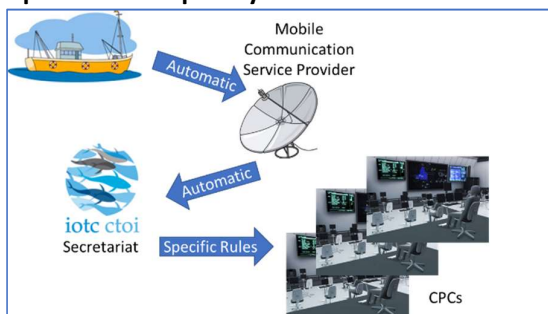 Mobile
Communication
Service Provider
Automatic
Automatic
iotc ctoi
Secretariat
Specific Rules
CPCs